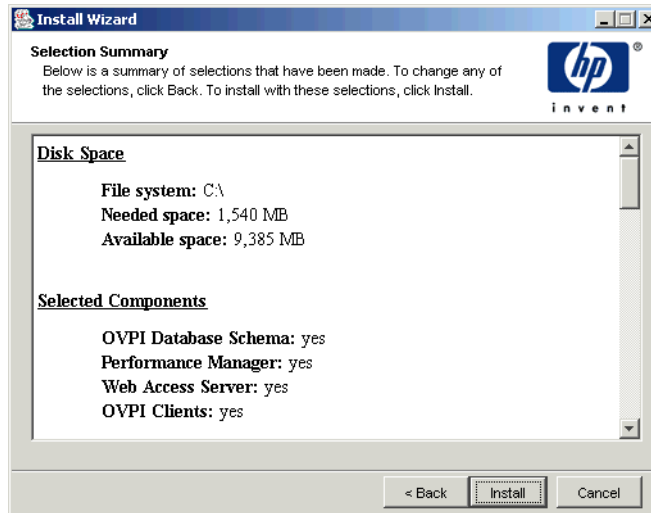 Install Wizard
Selection Summary
Below is a summary of selections that have been made. To change any of
the selections, click Back. To install with these selections, click Install.
hp
®
invent
Disk Space
File system: C:\
Needed space: 1,540 MB
Available space: 9,385 MB
Selected Components
OVPI Database Schema: yes
Performance Manager: yes
Web Access Server: yes
OVPI Clients: yes
< Back Install Cancel